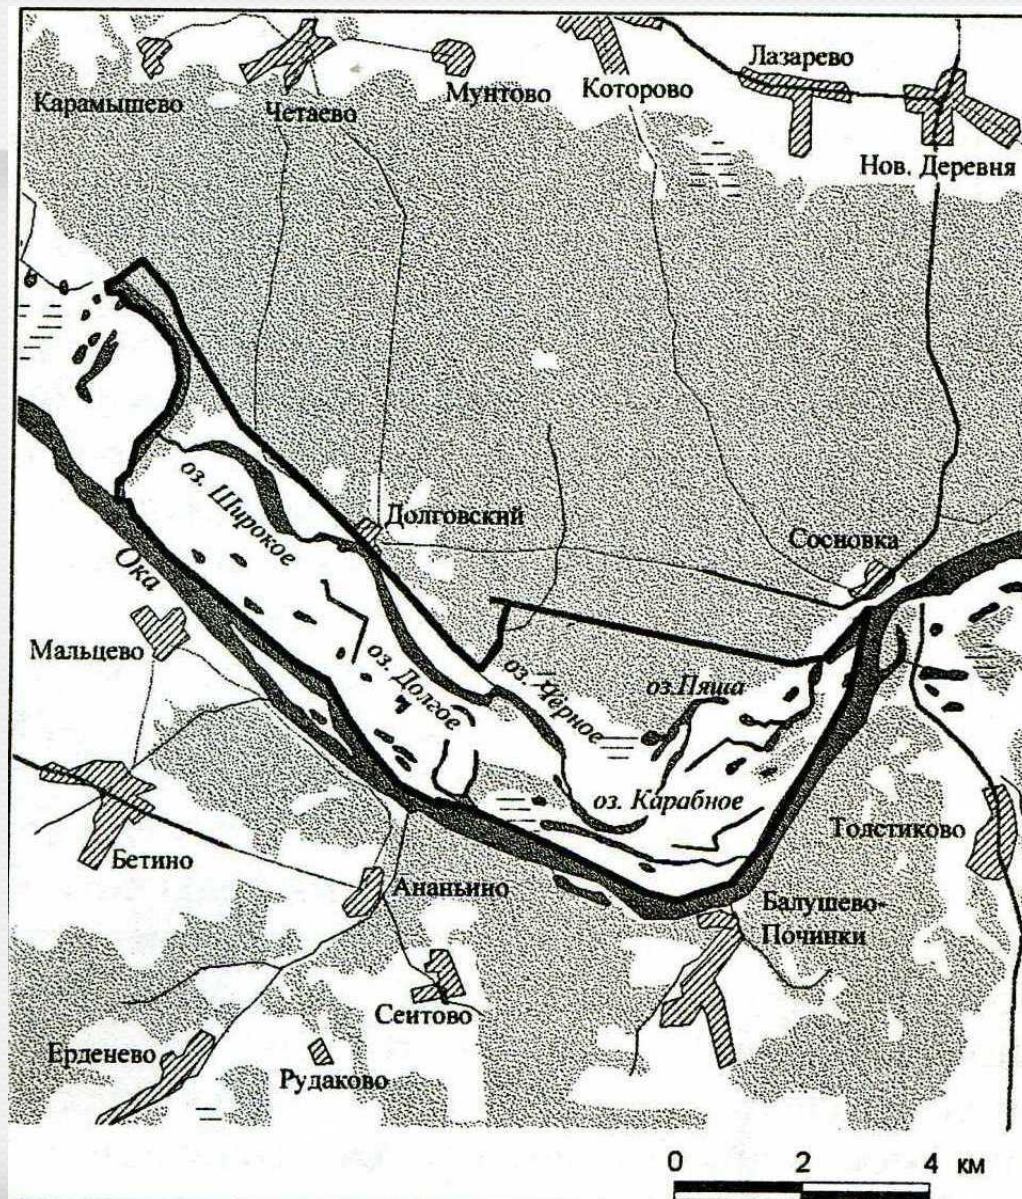 Лазарево
Карамышево
Четаево
Мунтово
Которово
Нов. Деревня
оз. Широкое
Долговский
Сосновка
Ока
Мальцево
оз. Долгое
оз. Чёрное
оз. Пяша
оз. Карабное
Толстиково
Бетино
Ананьино
Балушево-
Починки
Сеитово
Ерденево
Рудаково
0 2 4 км